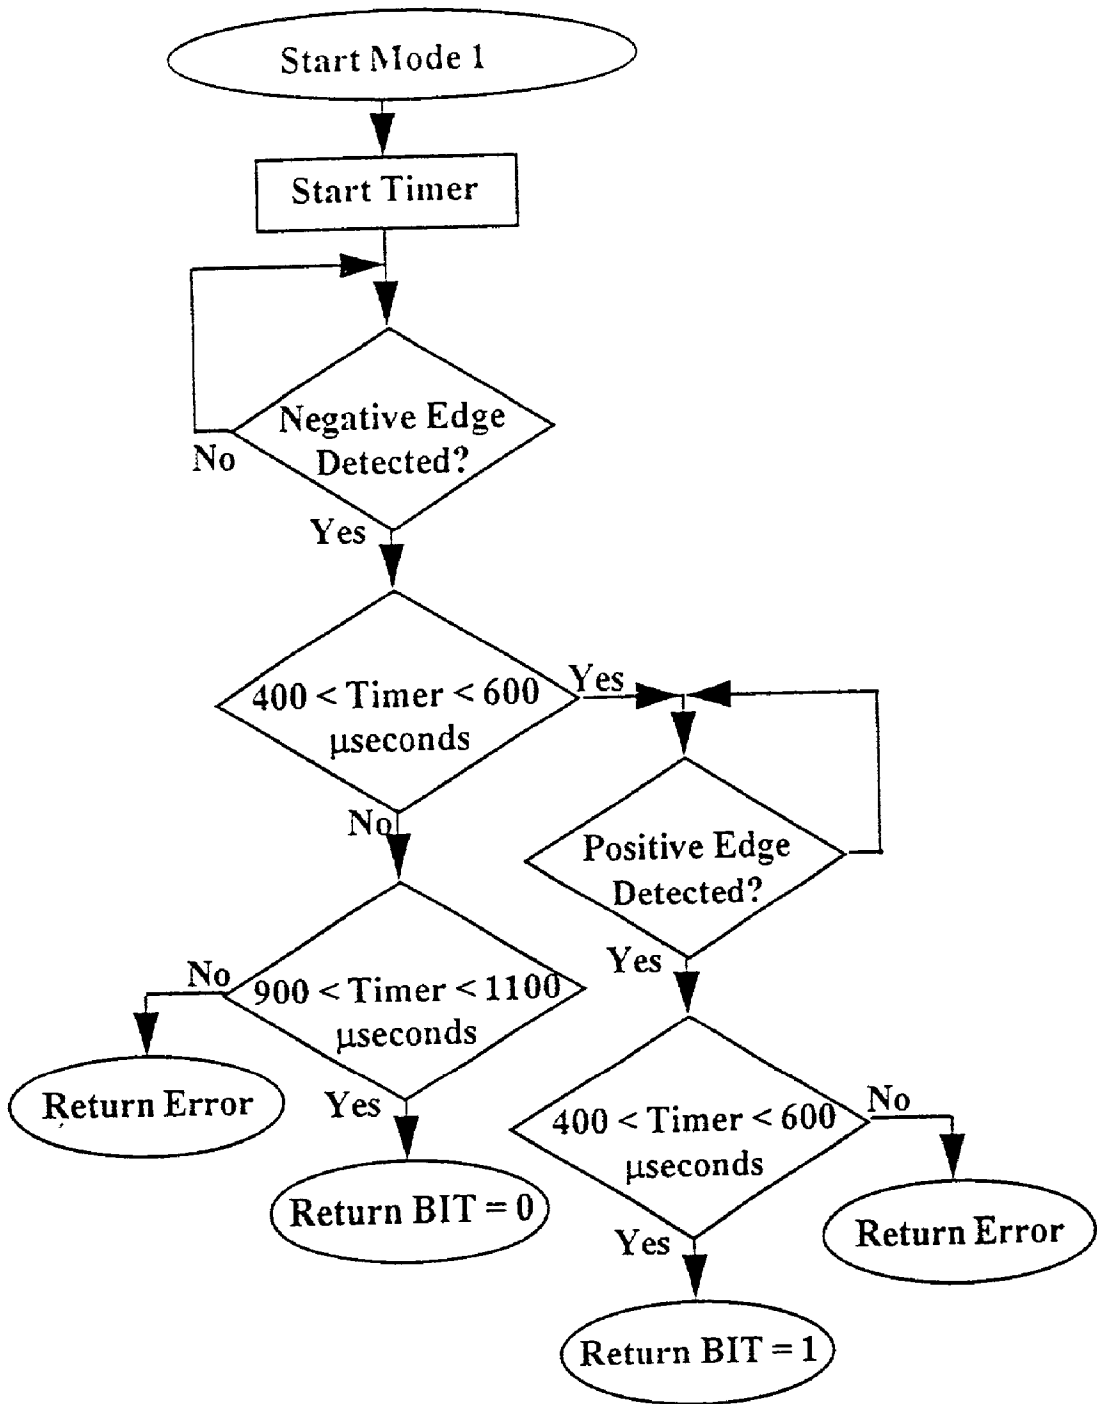 Start Mode 1
Start Timer
Negative Edge
Detected?
No
Yes
400 < Timer < 600
μseconds
Yes
No
Positive Edge
Detected?
Yes
900 < Timer < 1100
μseconds
No
Return Error
Yes
Return BIT = 0
400 < Timer < 600
μseconds
No
Return Error
Yes
Return BIT = 1